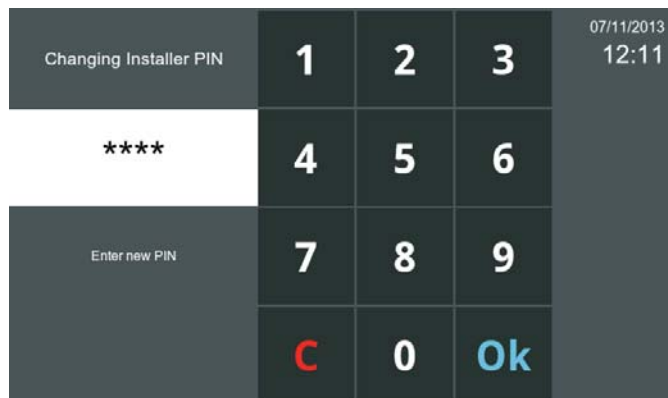 Changing Installer PIN
1 2 3
07/11/2013
12:11
****
4 5 6
Enter new PIN
7 8 9
C 0 Ok